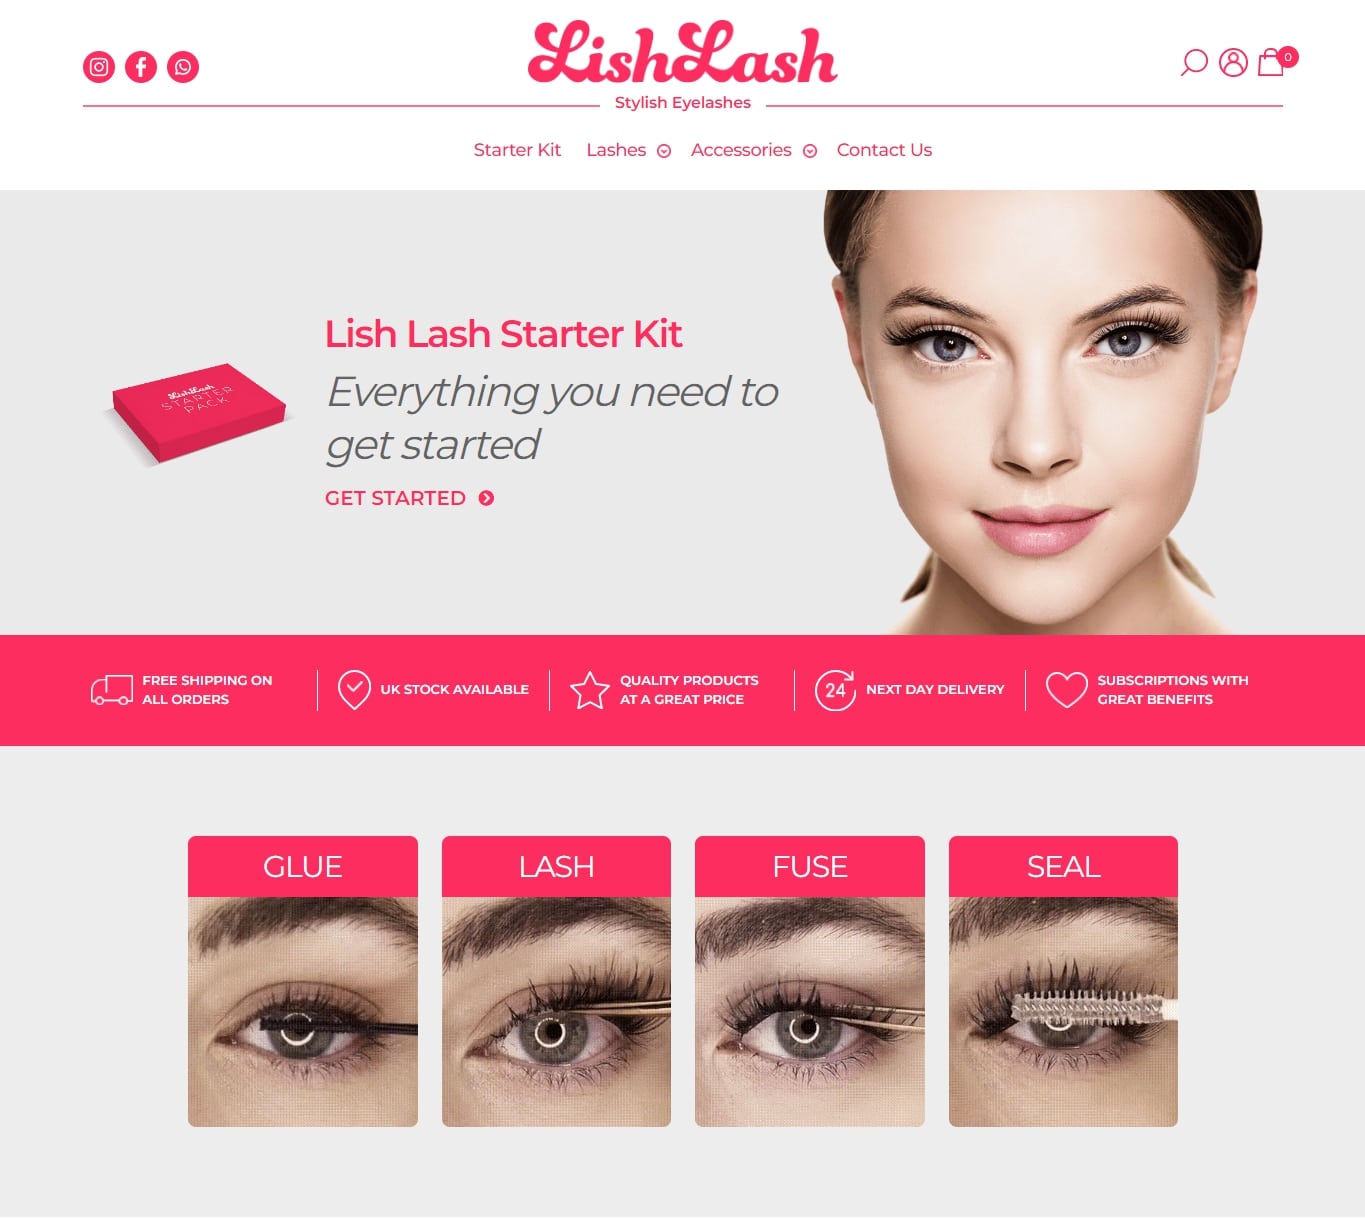 LishLash
0
Stylish Eyelashes
Starter Kit Lashes Accessories Contact Us
Lish Lash Starter Kit
Everything you need to
get started
GET STARTED
LishLash
STARTER
PACK
FREE SHIPPING ON
ALL ORDERS
UK STOCK AVAILABLE
QUALITY PRODUCTS
AT A GREAT PRICE
24
NEXT DAY DELIVERY
SUBSCRIPTIONS WITH
GREAT BENEFITS
GLUE
LASH
FUSE
SEAL